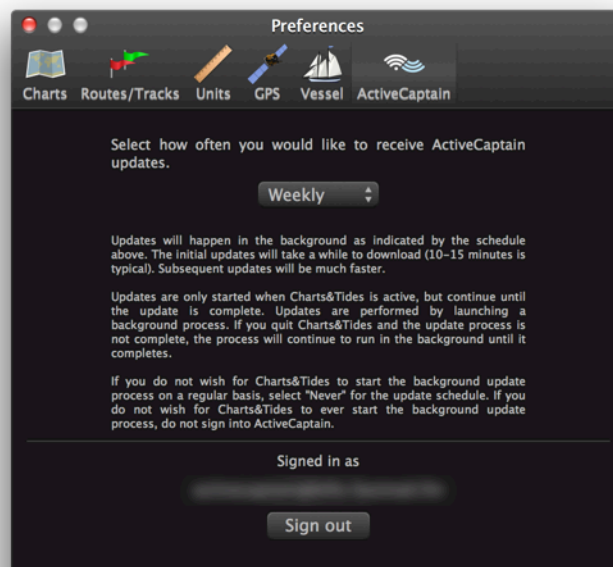 Preferences
Charts Routes/Tracks Units GPS Vessel ActiveCaptain
Select how often you would like to receive ActiveCaptain
updates.
Weekly
Updates will happen in the background as indicated by the schedule
above. The initial updates will take a while to download (10-15 minutes is
typical). Subsequent updates will be much faster.
Updates are only started when Charts&Tides is active, but continue until
the update is complete. Updates are performed by launching a
background process. If you quit Charts&Tides and the update process is
not complete, the process will continue to run in the background until it
completes.
If you do not wish for Charts&Tides to start the background update
process on a regular basis, select "Never" for the update schedule. If you
do not wish for Charts&Tides to ever start the background update
process, do not sign into ActiveCaptain.
Signed in as
Sign out